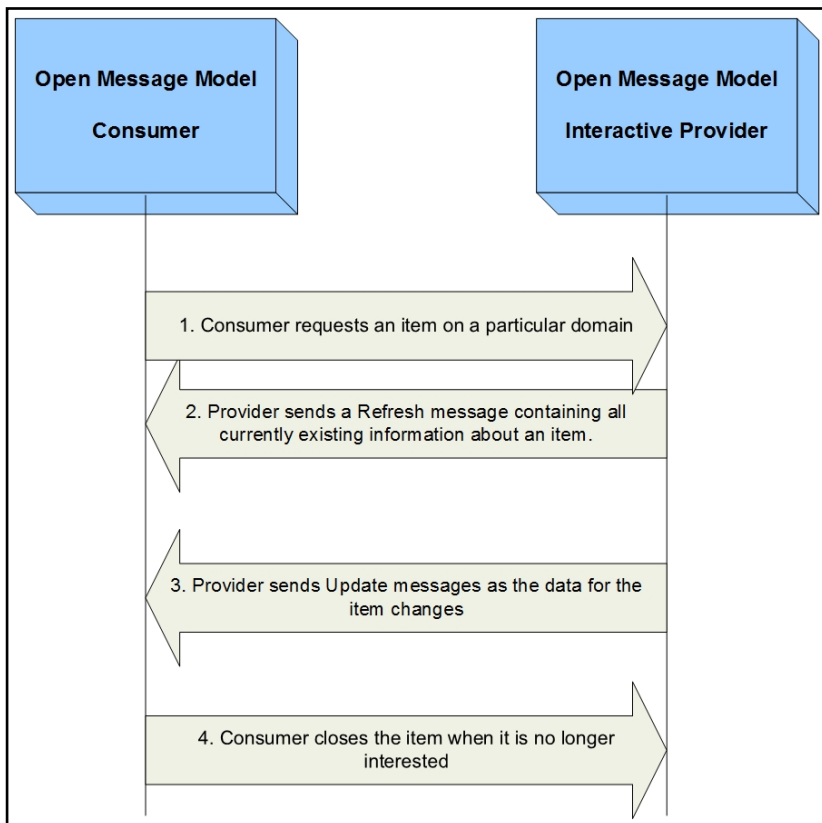 Open Message Model
Consumer
Open Message Model
Interactive Provider
1. Consumer requests an item on a particular domain
2. Provider sends a Refresh message containing all
currently existing information about an item.
3. Provider sends Update messages as the data for the
item changes
4. Consumer closes the item when it is no longer
interested